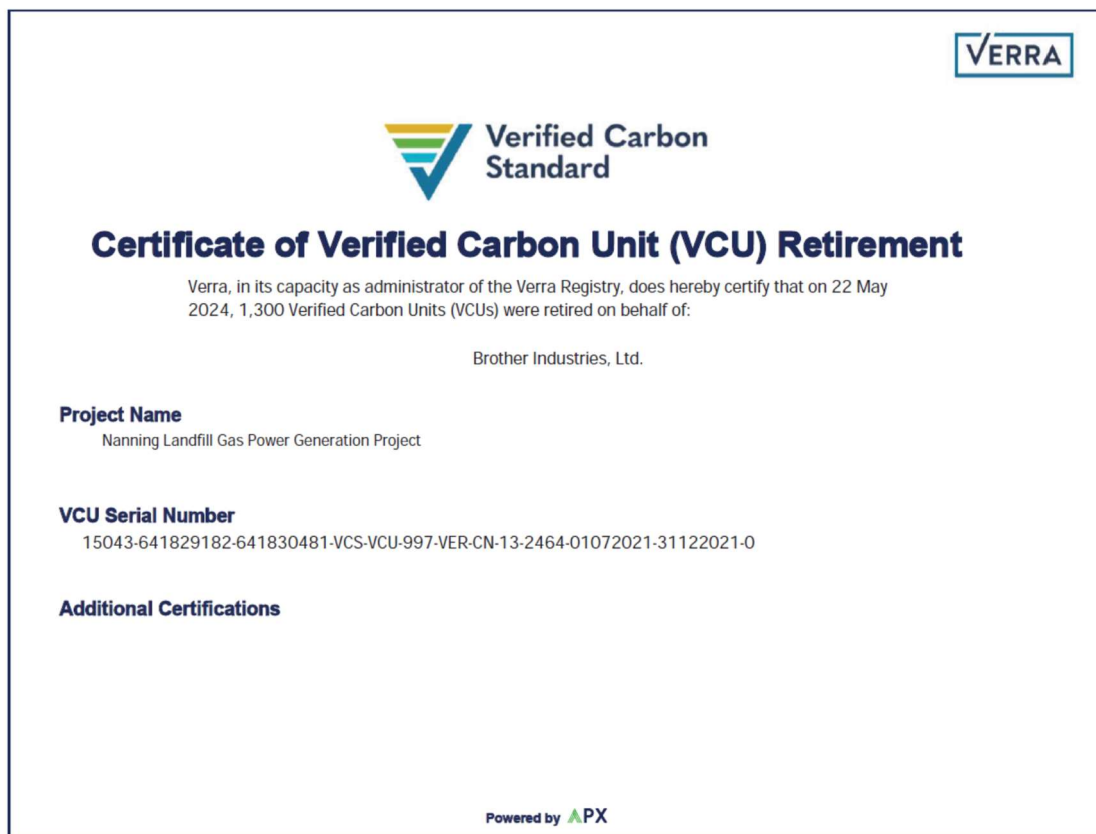 VERRA
Verified Carbon
Standard
Certificate of Verified Carbon Unit (VCU) Retirement
Verra, in its capacity as administrator of the Verra Registry, does hereby certify that on 22 May
2024, 1,300 Verified Carbon Units (VCUs) were retired on behalf of:
Brother Industries, Ltd.
Project Name
Nanning Landfill Gas Power Generation Project
VCU Serial Number
15043-641829182-641830481-VCS-VCU-997-VER-CN-13-2464-01072021-31122021-0
Additional Certifications
Powered by APX